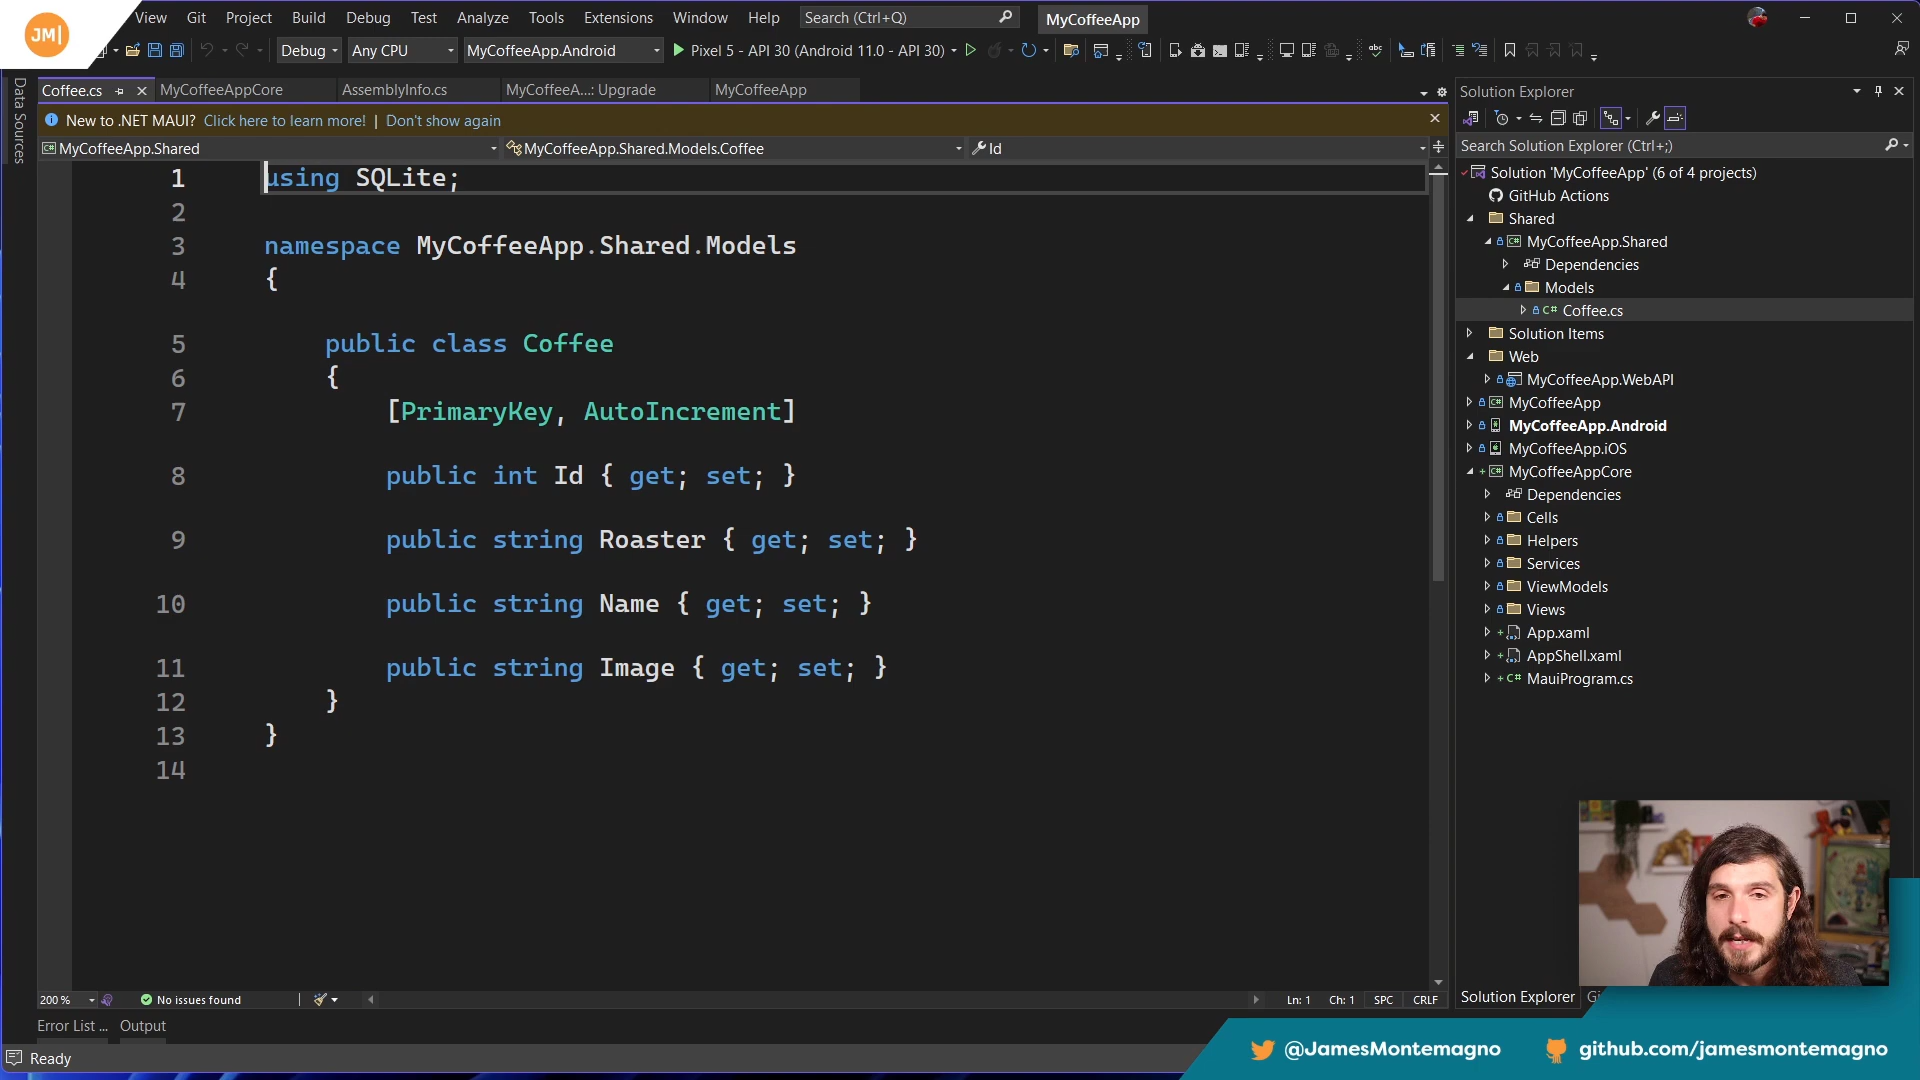 JM|
View Git Project Build Debug Test Analyze Tools Extensions Window Help Search (Ctrl+Q) MyCoffeeApp
Debug Any CPU MyCoffeeApp.Android Pixel 5 - API 30 (Android 11.0 - API 30)
Data Sources
Coffee.cs MyCoffeeAppCore AssemblyInfo.cs MyCoffeeA...: Upgrade MyCoffeeApp
New to .NET MAUI? Click here to learn more! | Don't show again
MyCoffeeApp.Shared MyCoffeeApp.Shared.Models.Coffee Id
1 using SQLite;
2
3 namespace MyCoffeeApp.Shared.Models
4 {
5 public class Coffee
6 {
7 [PrimaryKey, AutoIncrement]
8 public int Id { get; set; }
9 public string Roaster { get; set; }
10 public string Name { get; set; }
11 public string Image { get; set; }
12 }
13 }
14
200 % No issues found Ln: 1 Ch: 1 SPC CRLF
Error List ... Output
Ready
Solution Explorer
Search Solution Explorer (Ctrl+;)
Solution 'MyCoffeeApp' (6 of 4 projects)
GitHub Actions
Shared
MyCoffeeApp.Shared
Dependencies
Models
C# Coffee.cs
Solution Items
Web
MyCoffeeApp.WebAPI
MyCoffeeApp
MyCoffeeApp.Android
MyCoffeeApp.iOS
MyCoffeeAppCore
Dependencies
Cells
Helpers
Services
ViewModels
Views
App.xaml
AppShell.xaml
C# MauiProgram.cs
Solution Explorer
@JamesMontemagno github.com/jamesmontemagno